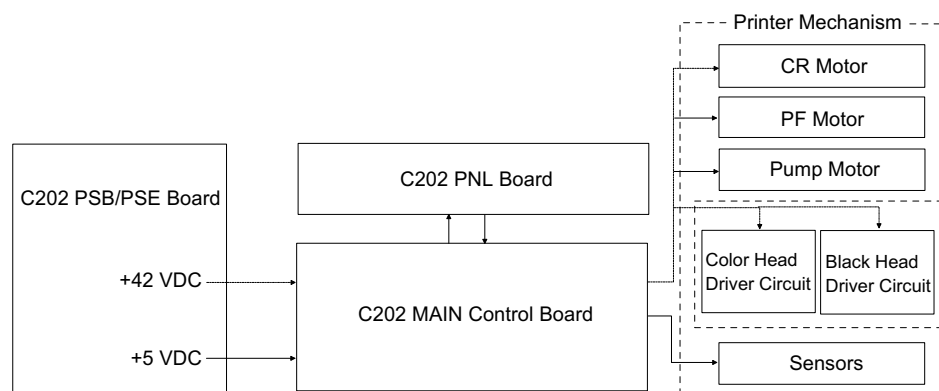 Printer Mechanism
CR Motor
PF Motor
Pump Motor
C202 PNL Board
C202 PSB/PSE Board
Color Head
Driver Circuit
Black Head
Driver Circuit
+42 VDC
C202 MAIN Control Board
+5 VDC
Sensors